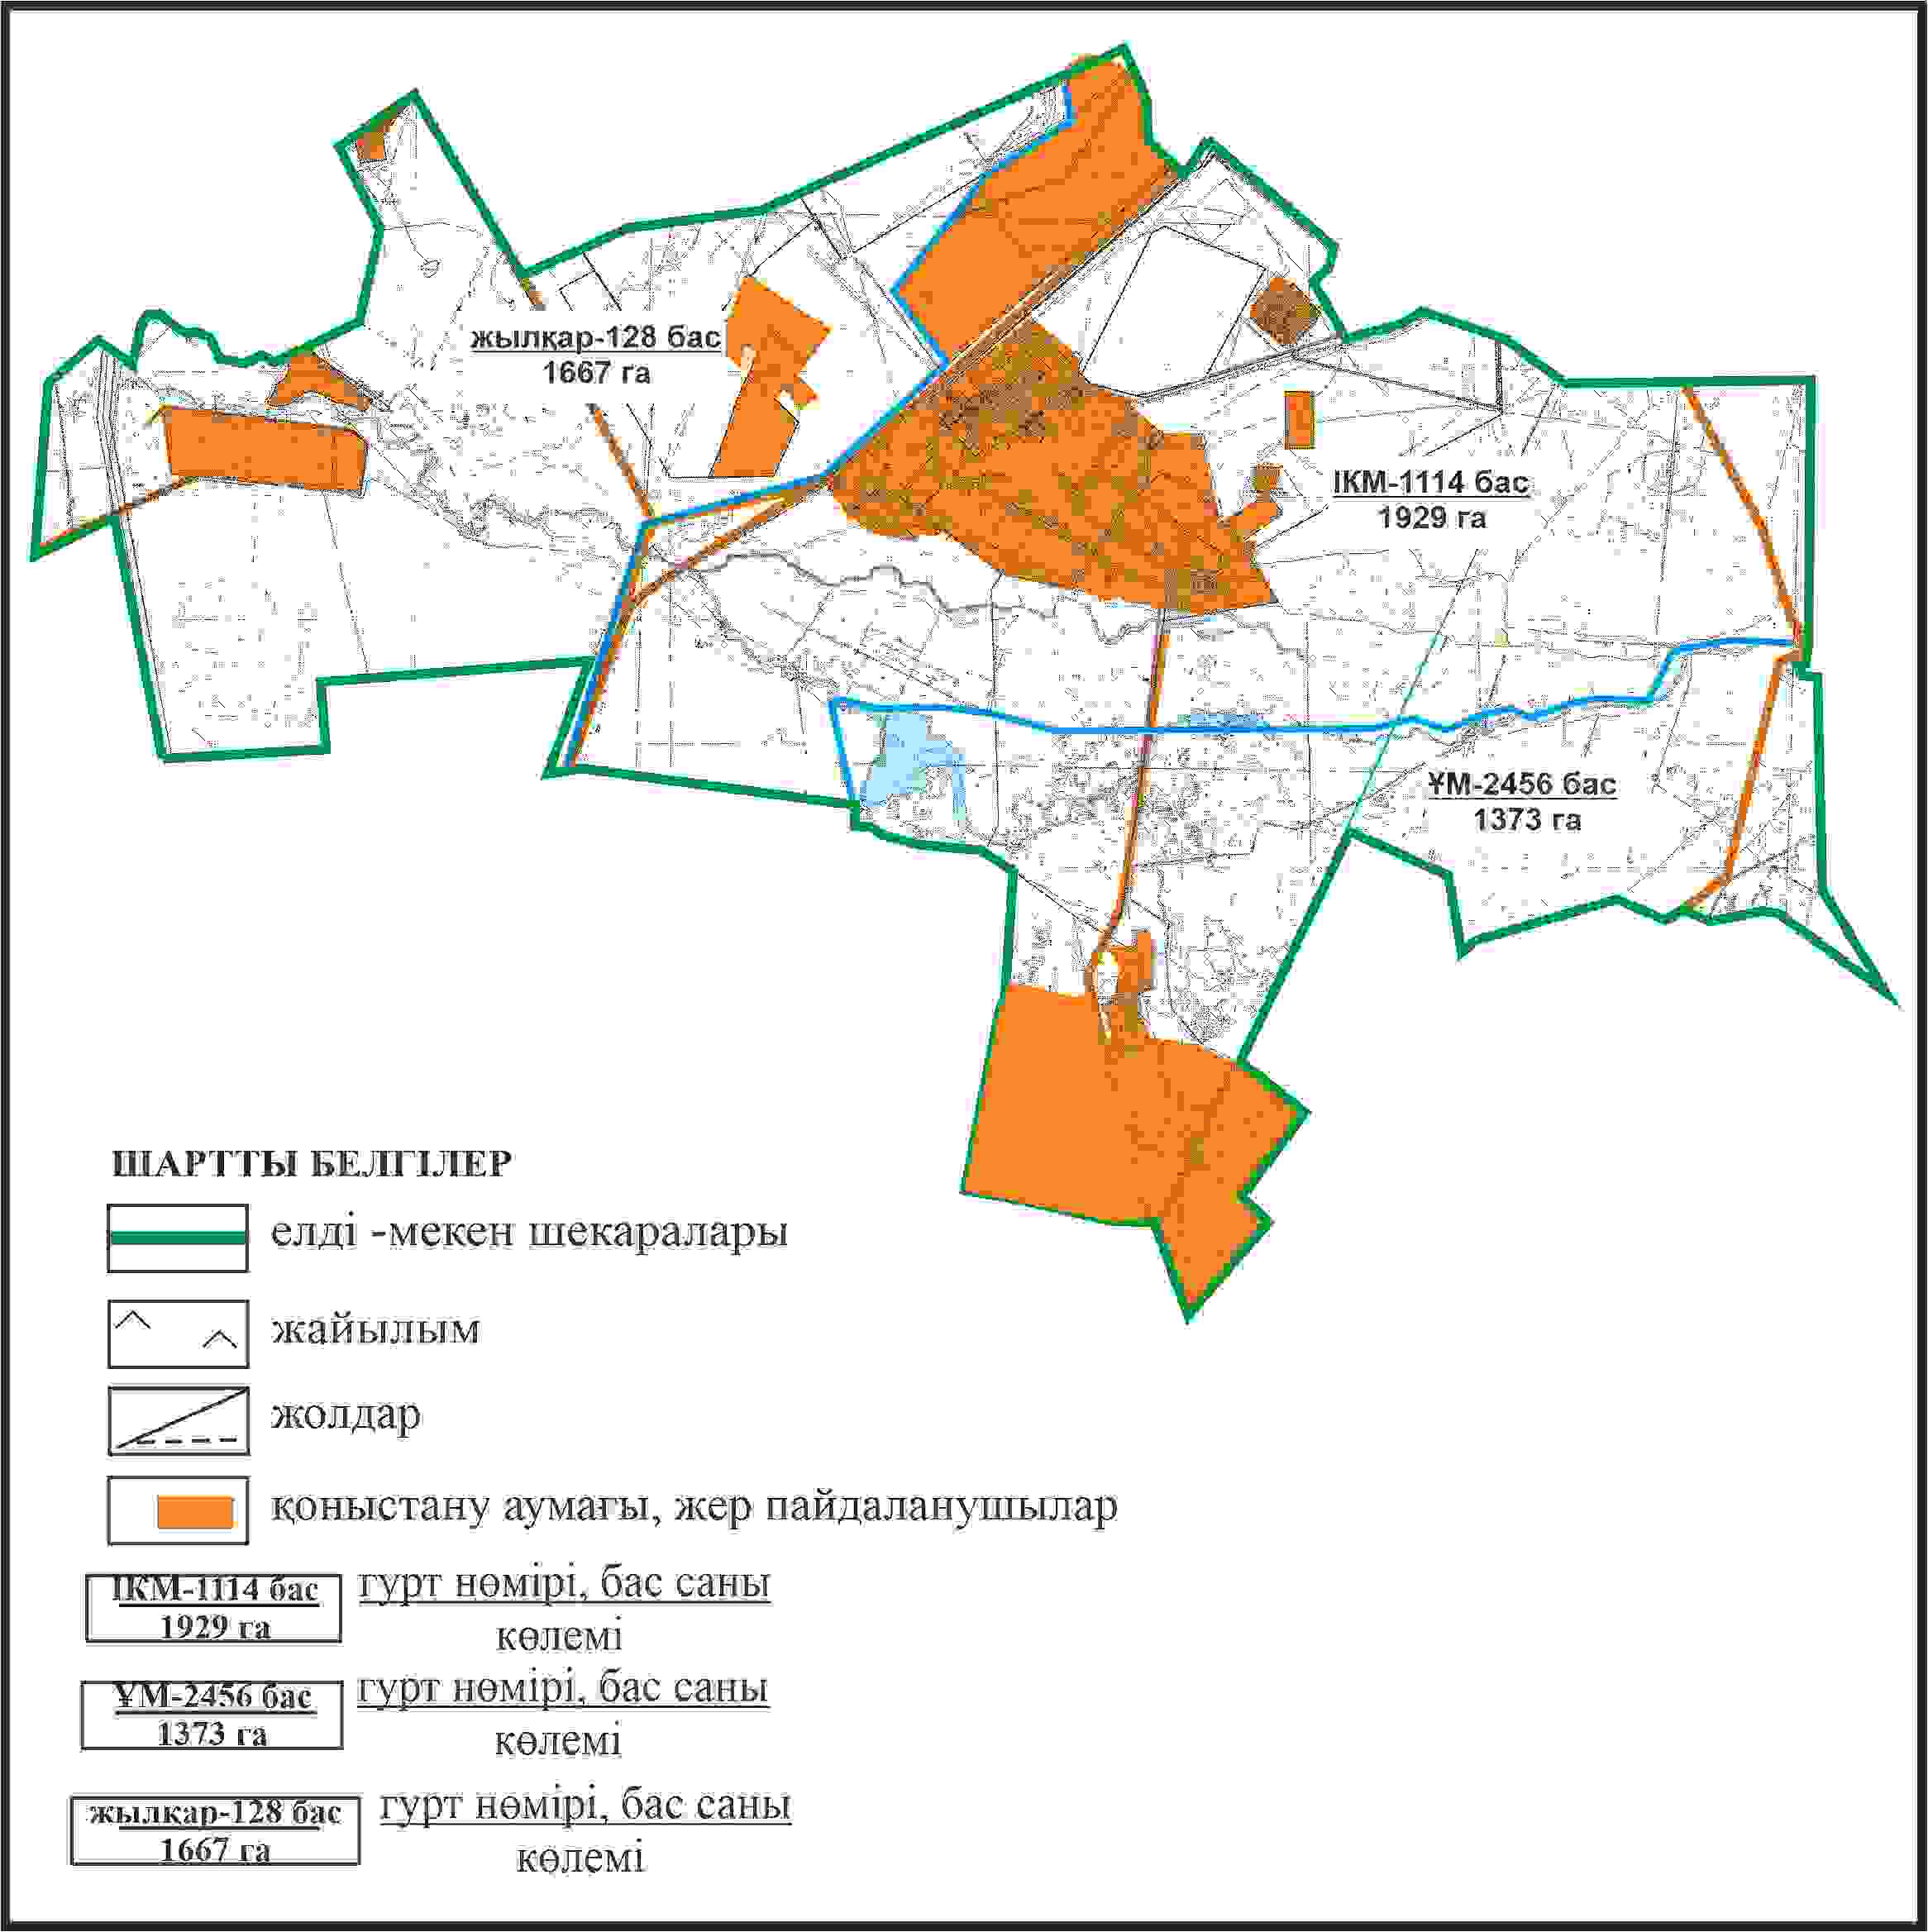 жылқар-128 бас
1667 га
ІКМ-1114 бас
1929 га
ҰМ-2456 бас
1373 га
ШАРТТЫ БЕЛГІЛЕР
елді -мекен шекаралары
жайылым
жолдар
қоныстану аумағы, жер пайдаланушылар
ІКМ-1114 бас
1929 га
гурт нөмірі, бас саны
көлемі
ҰМ-2456 бас
1373 га
гурт нөмірі, бас саны
көлемі
жылқар-128 бас
1667 га
гурт нөмірі, бас саны
көлемі